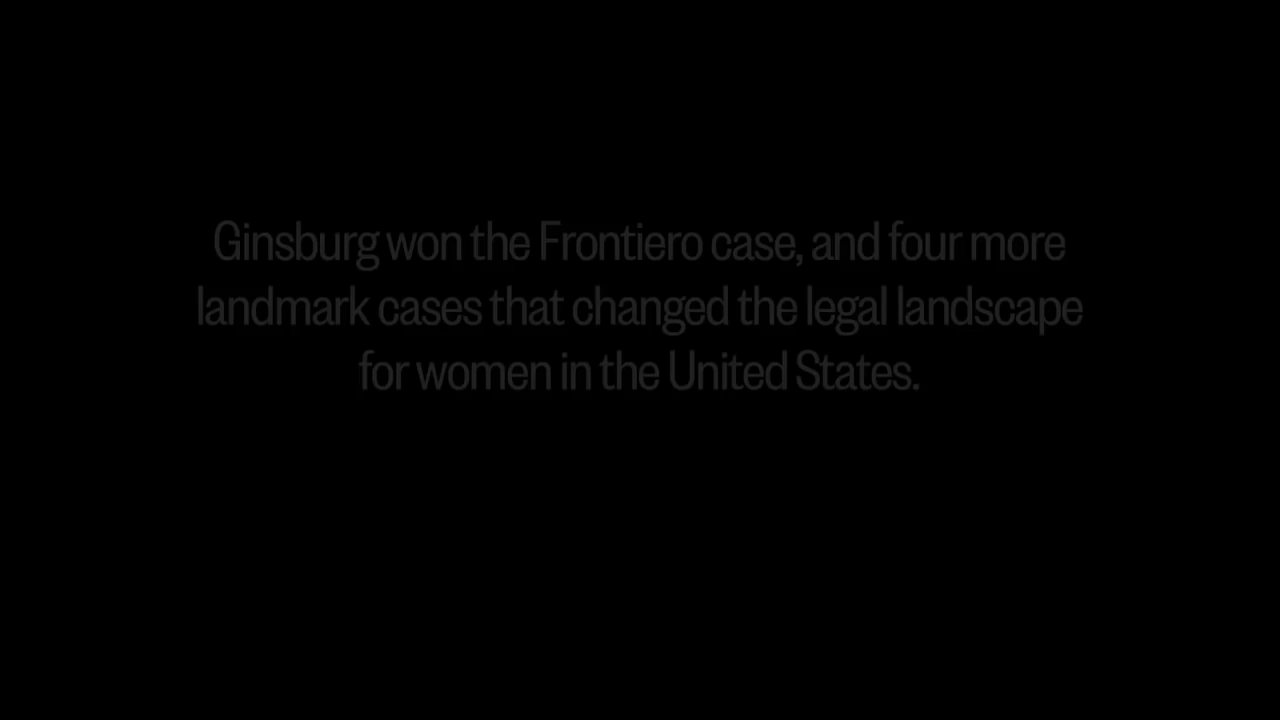 Ginsburg won the Frontiero case, and four more
landmark cases that changed the legal landscape
for women in the United States.